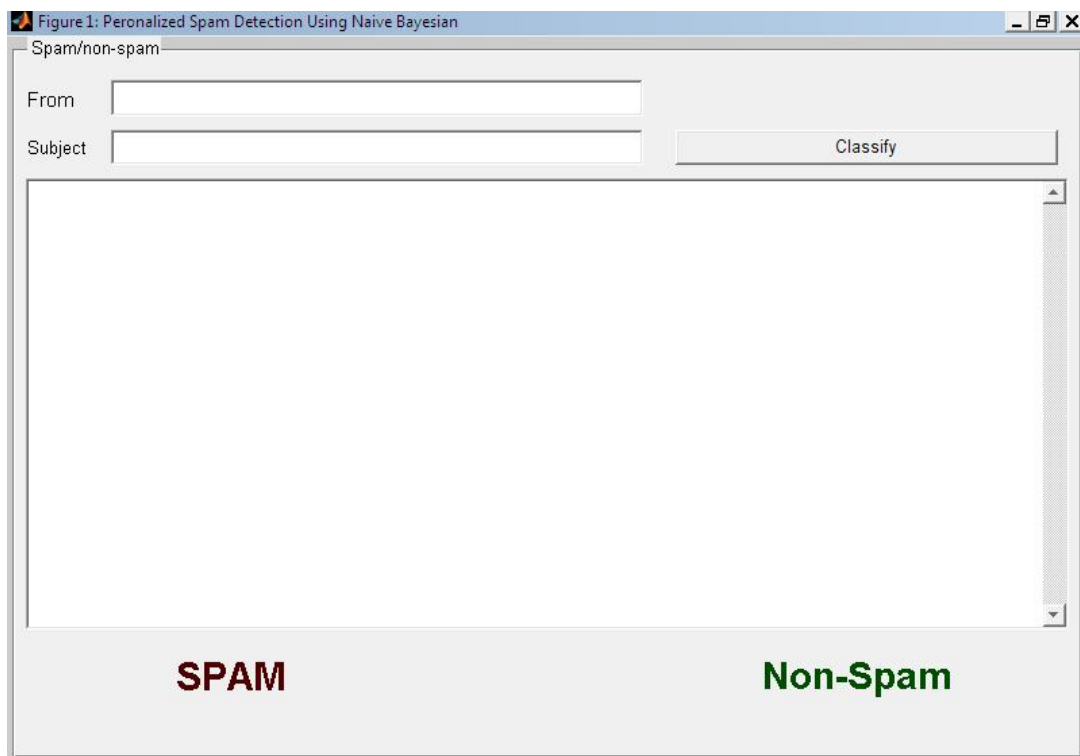 Figure 1: Peronalized Spam Detection Using Naive Bayesian
Spam/non-spam
From
Subject
Classify
SPAM
Non-Spam